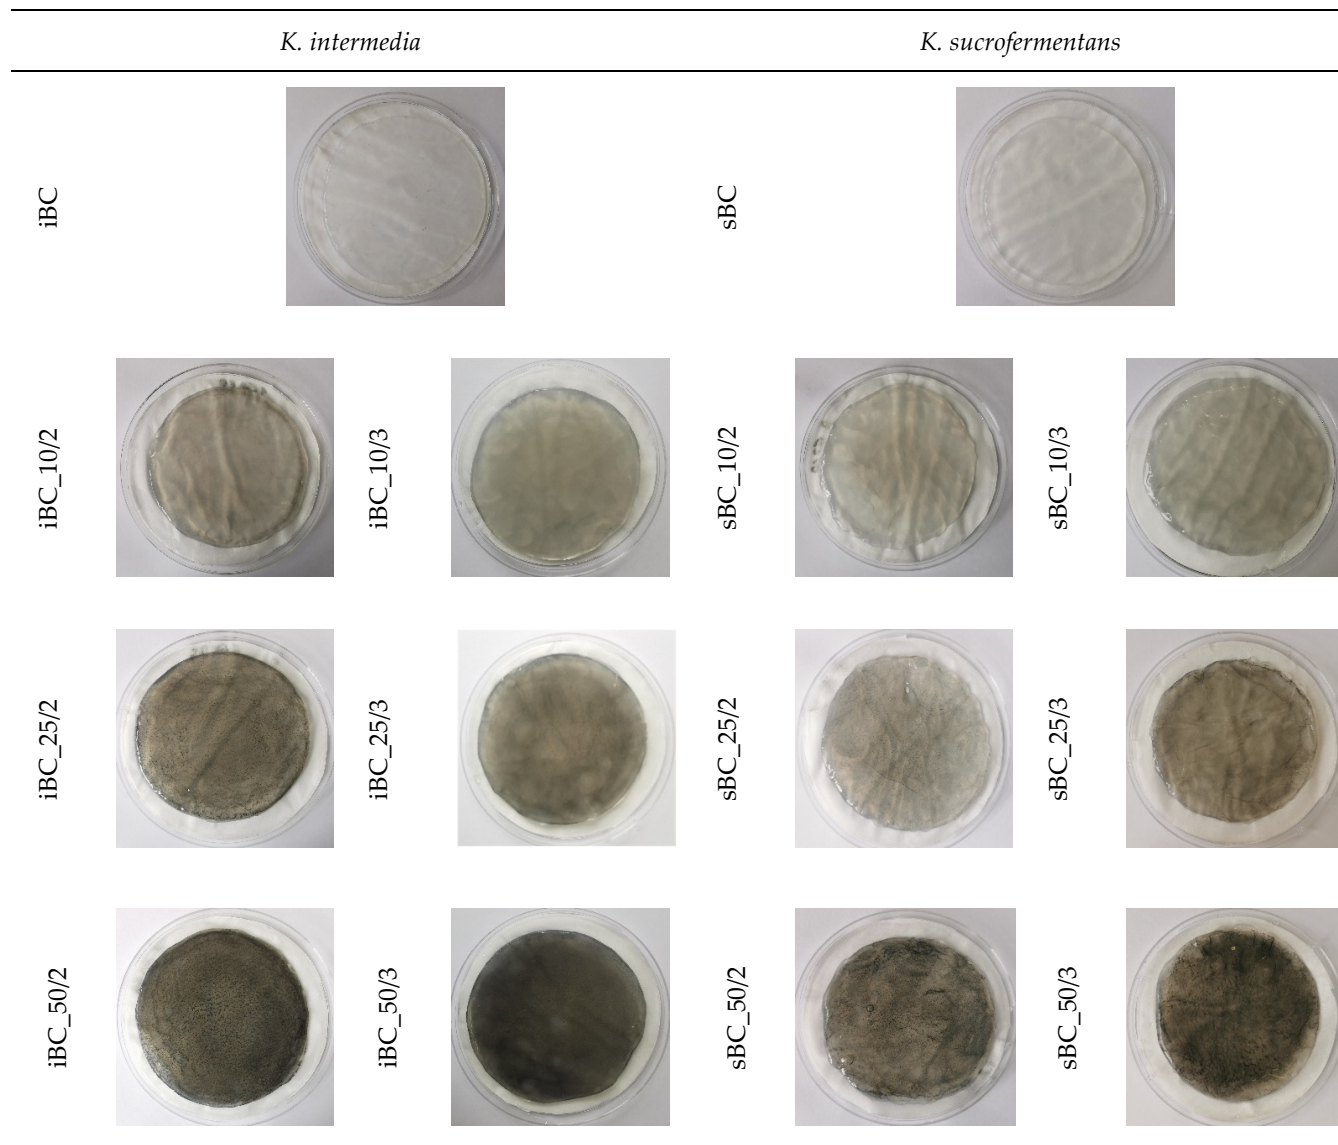 K. intermedia K. sucrofermentans
iBC sBC
iBC_10/2 iBC_10/3 sBC_10/2 sBC_10/3
iBC_25/2 iBC_25/3 sBC_25/2 sBC_25/3
iBC_50/2 iBC_50/3 sBC_50/2 sBC_50/3